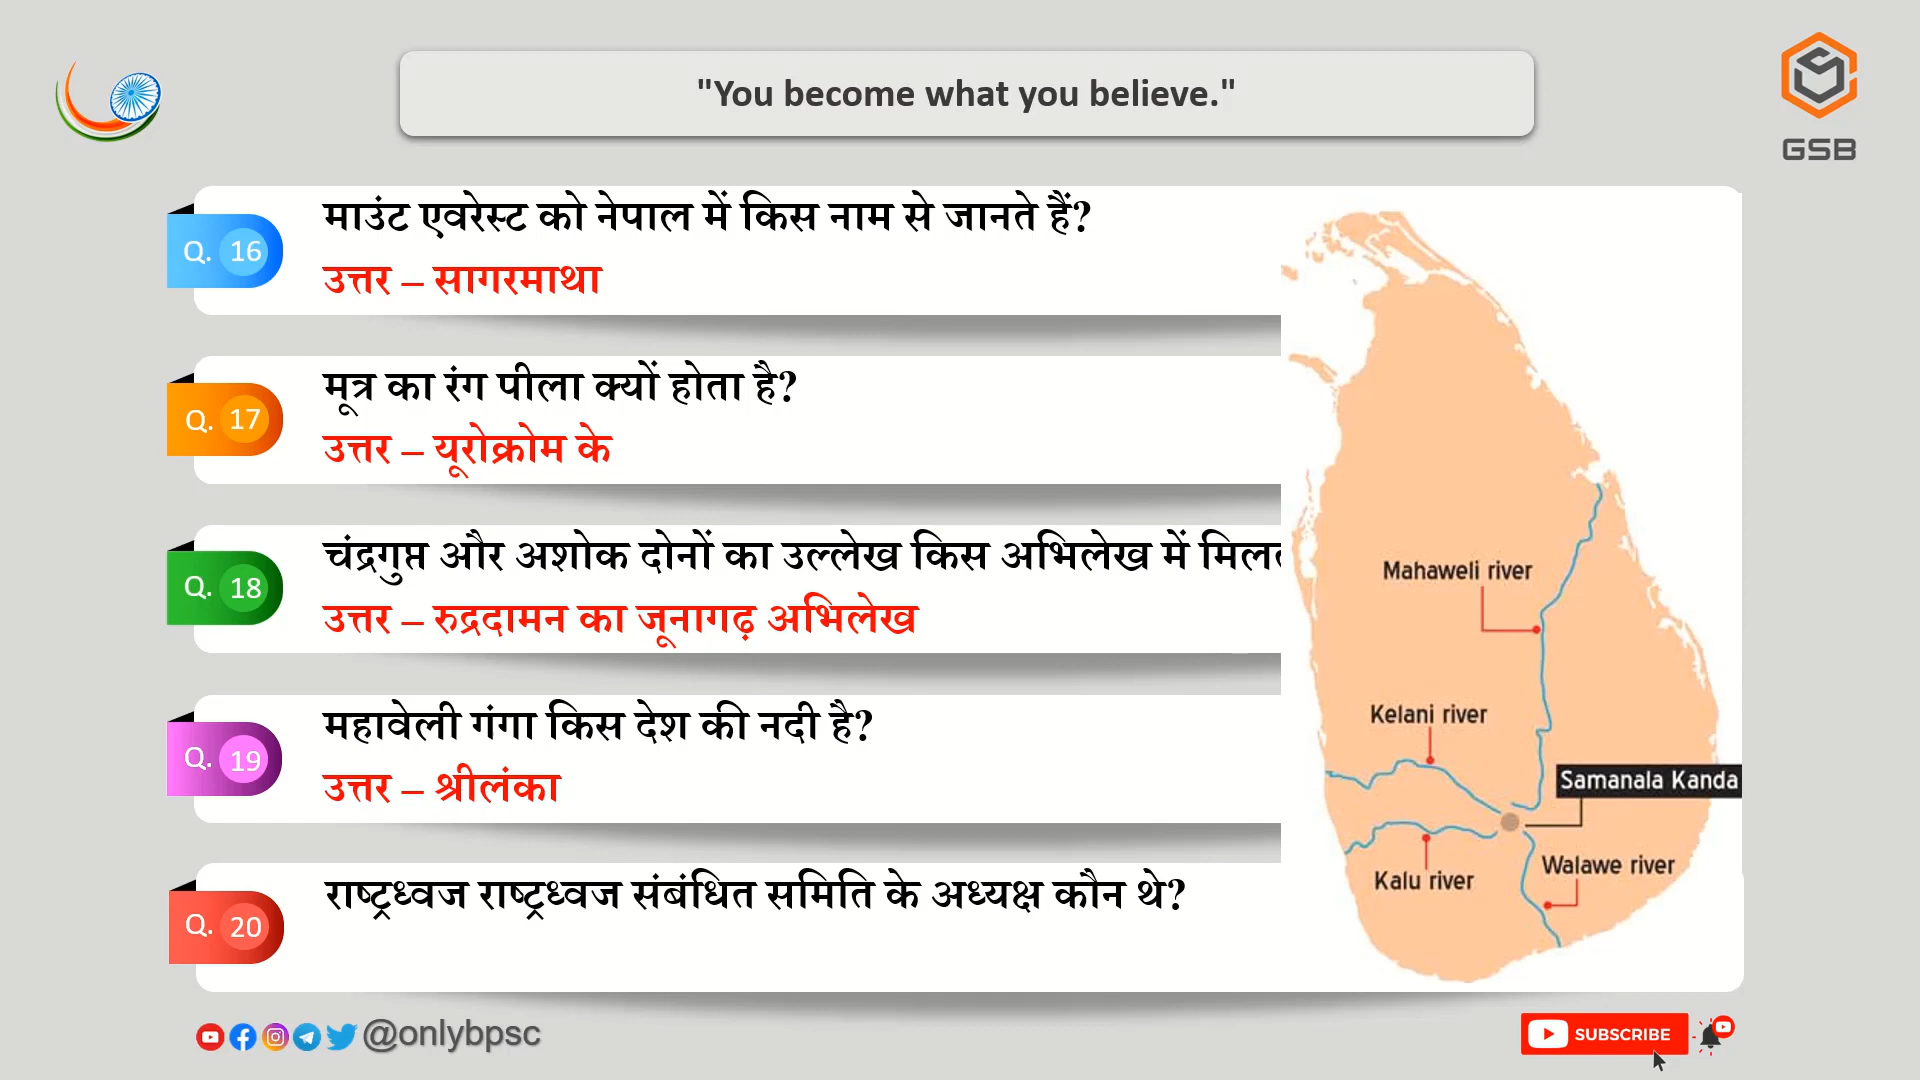 "You become what you believe."
GSB
Q. 16
माउंट एवरेस्ट को नेपाल में किस नाम से जानते हैं?
उत्तर – सागरमाथा
Q. 17
मूत्र का रंग पीला क्यों होता है?
उत्तर – यूरोक्रोम के
Q. 18
चंद्रगुप्त और अशोक दोनों का उल्लेख किस अभिलेख में
उत्तर – रुद्रदामन का जूनागढ़ अभिलेख
Q. 19
महावेली गंगा किस देश की नदी है?
उत्तर – श्रीलंका
Q. 20
राष्ट्रध्वज राष्ट्रध्वज संबंधित समिति के अध्यक्ष कौन थे?
Mahaweli river
Kelani river
Samanala Kanda
Walawe river
Kalu river
@onlybpsc
SUBSCRIBE